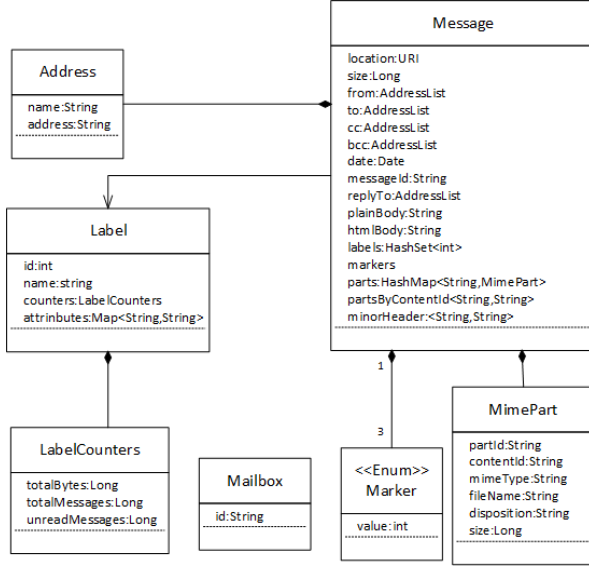 Message
location:URI
size:Long
from:AddressList
to:AddressList
cc:AddressList
bcc:AddressList
date:Date
messageId:String
replyTo:AddressList
plainBody:String
htmlBody:String
labels:HashSet<int>
markers
parts:HashMap<String,MimePart>
partsByContentId<String,String>
minorHeader:<String,String>
Address
name:String
address:String
Label
id:int
name:string
counters:LabelCounters
attrinbutes:Map<String,String>
1
3
LabelCounters
totalBytes:Long
totalMessages:Long
unreadMessages:Long
Mailbox
id:String
<<Enum>>
Marker
value:int
MimePart
partId:String
contentId:String
mimeType:String
fileName:String
disposition:String
size:Long